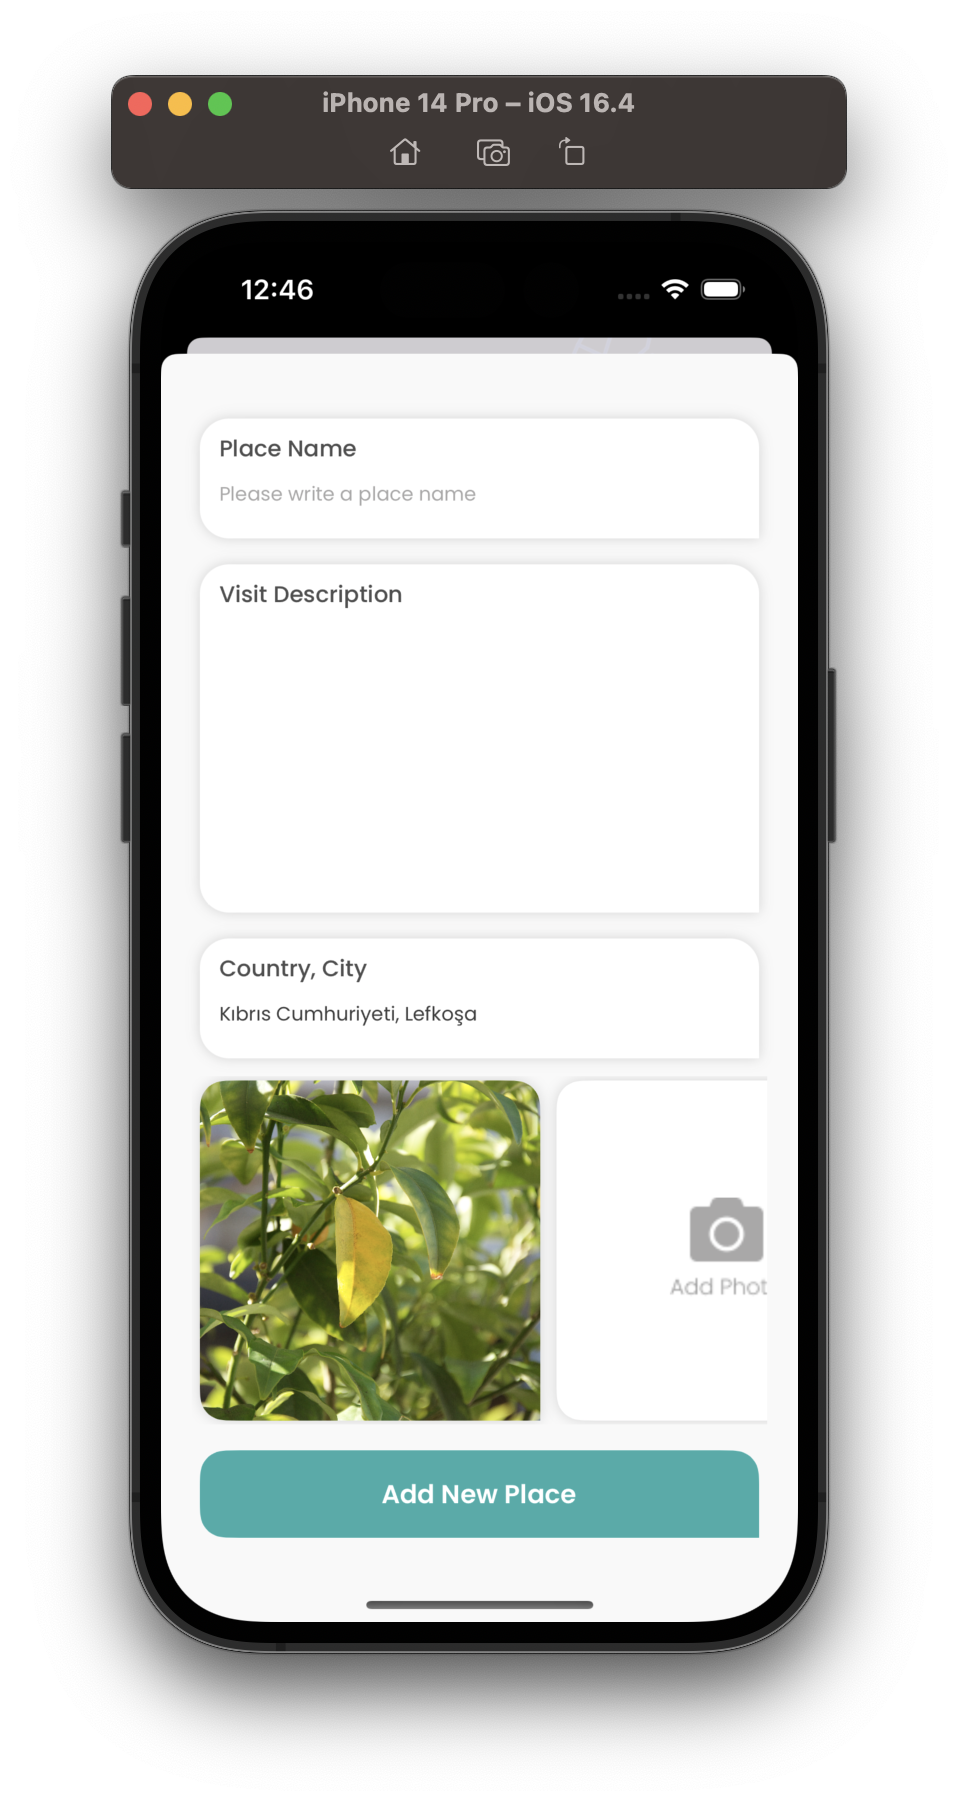 iPhone 14 Pro – iOS 16.4
12:46
Place Name
Please write a place name
Visit Description
Country, City
Kıbrıs Cumhuriyeti, Lefkoşa
Add Phot
Add New Place